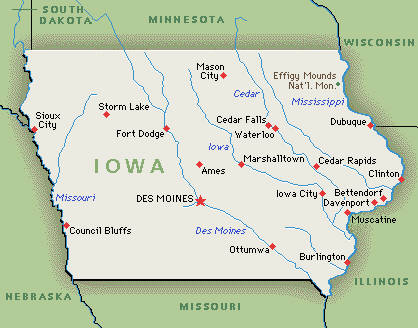 SOUTH
DAKOTA
MINNESOTA
WISCONSIN
Mason
City
Effigy Mounds
Nat'l. Mon.
Cedar
Mississippi
Storm Lake
Sioux
City
Fort Dodge
Cedar Falls
Waterloo
Dubuque
Iowa
IOWA
Ames
Marshalltown
Cedar Rapids
Clinton
Missouri
DES MOINES
Iowa City
Bettendorf
Davenport
Muscatine
Council Bluffs
Des Moines
Ottumwa
Burlington
ILLINOIS
NEBRASKA
MISSOURI